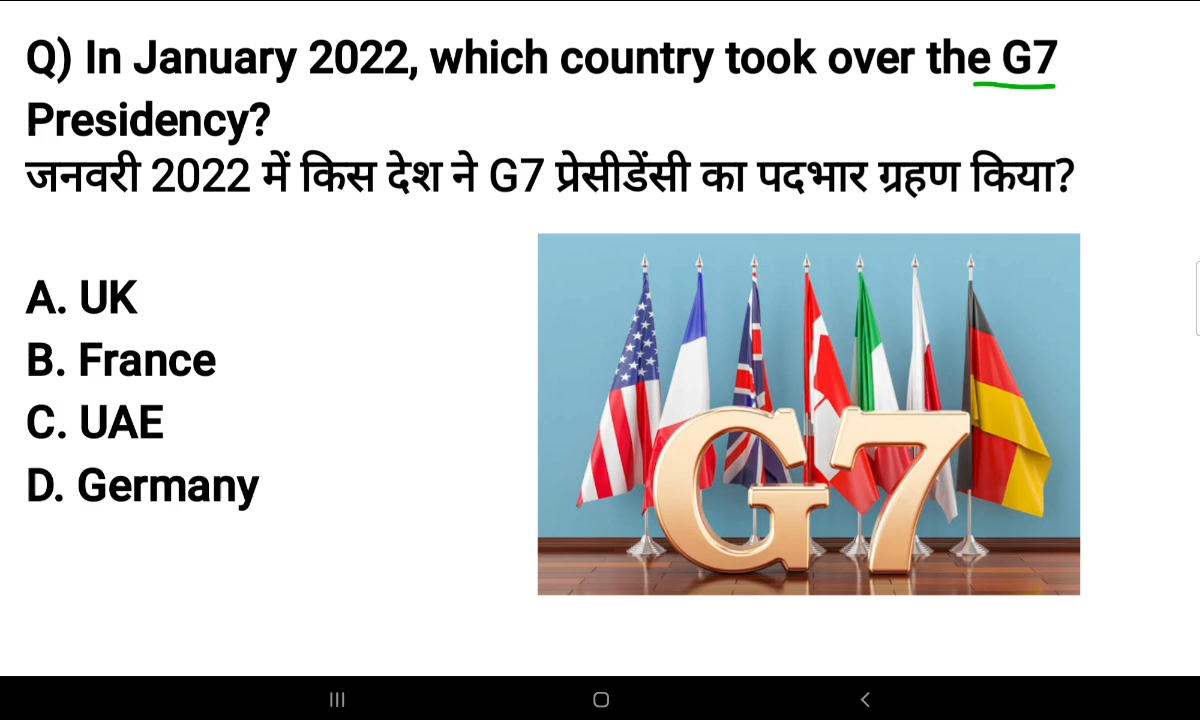 Q) In January 2022, which country took over the G7
Presidency?
जनवरी 2022 में किस देश ने G7 प्रेसीडेंसी का पदभार ग्रहण किया?
A. UK
B. France
C. UAE
D. Germany
G7